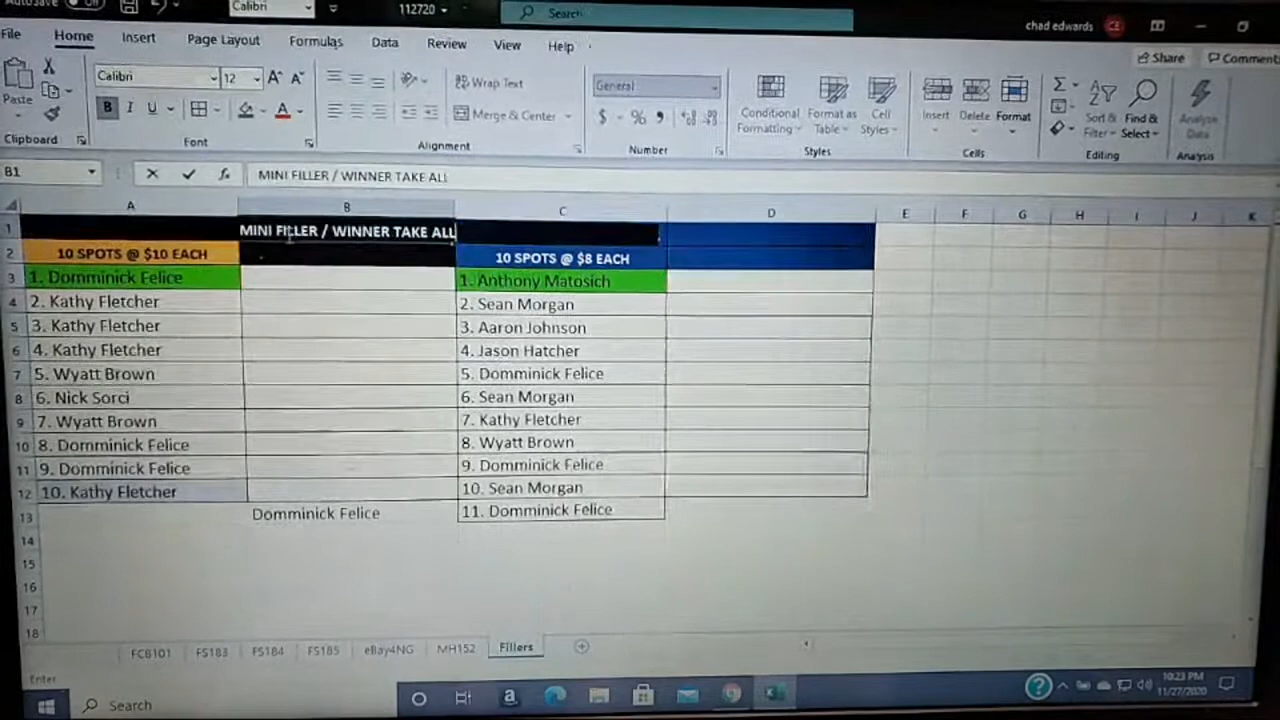 AutoSave Off
Calibri
112720
Search
chad edwards CE
File Home Insert Page Layout Formulas Data Review View Help
Share Comment
Paste
Calibri 12
Wrap Text
General
Conditional Formatting Format as Table Cell Styles
Insert Delete Format
Sort & Filter Find & Select
Analyze Data
B I U
Merge & Center
$ % ,
Clipboard Font Alignment Number Styles Cells Editing Analysis
B1 fx MINI FILLER / WINNER TAKE ALL
A B C D E F G H I J K
1 MINI FILLER / WINNER TAKE ALL
2 10 SPOTS @ $10 EACH 10 SPOTS @ $8 EACH
3 1. Domminick Felice 1. Anthony Matosich
4 2. Kathy Fletcher 2. Sean Morgan
5 3. Kathy Fletcher 3. Aaron Johnson
6 4. Kathy Fletcher 4. Jason Hatcher
7 5. Wyatt Brown 5. Domminick Felice
8 6. Nick Sorci 6. Sean Morgan
9 7. Wyatt Brown 7. Kathy Fletcher
10 8. Domminick Felice 8. Wyatt Brown
11 9. Domminick Felice 9. Domminick Felice
12 10. Kathy Fletcher 10. Sean Morgan
13 Domminick Felice 11. Domminick Felice
14
15
16
17
18
FCB101 FS183 FS184 FS185 eBay4NG MH152 Fillers
Enter
Search
10:23 PM
11/27/2020